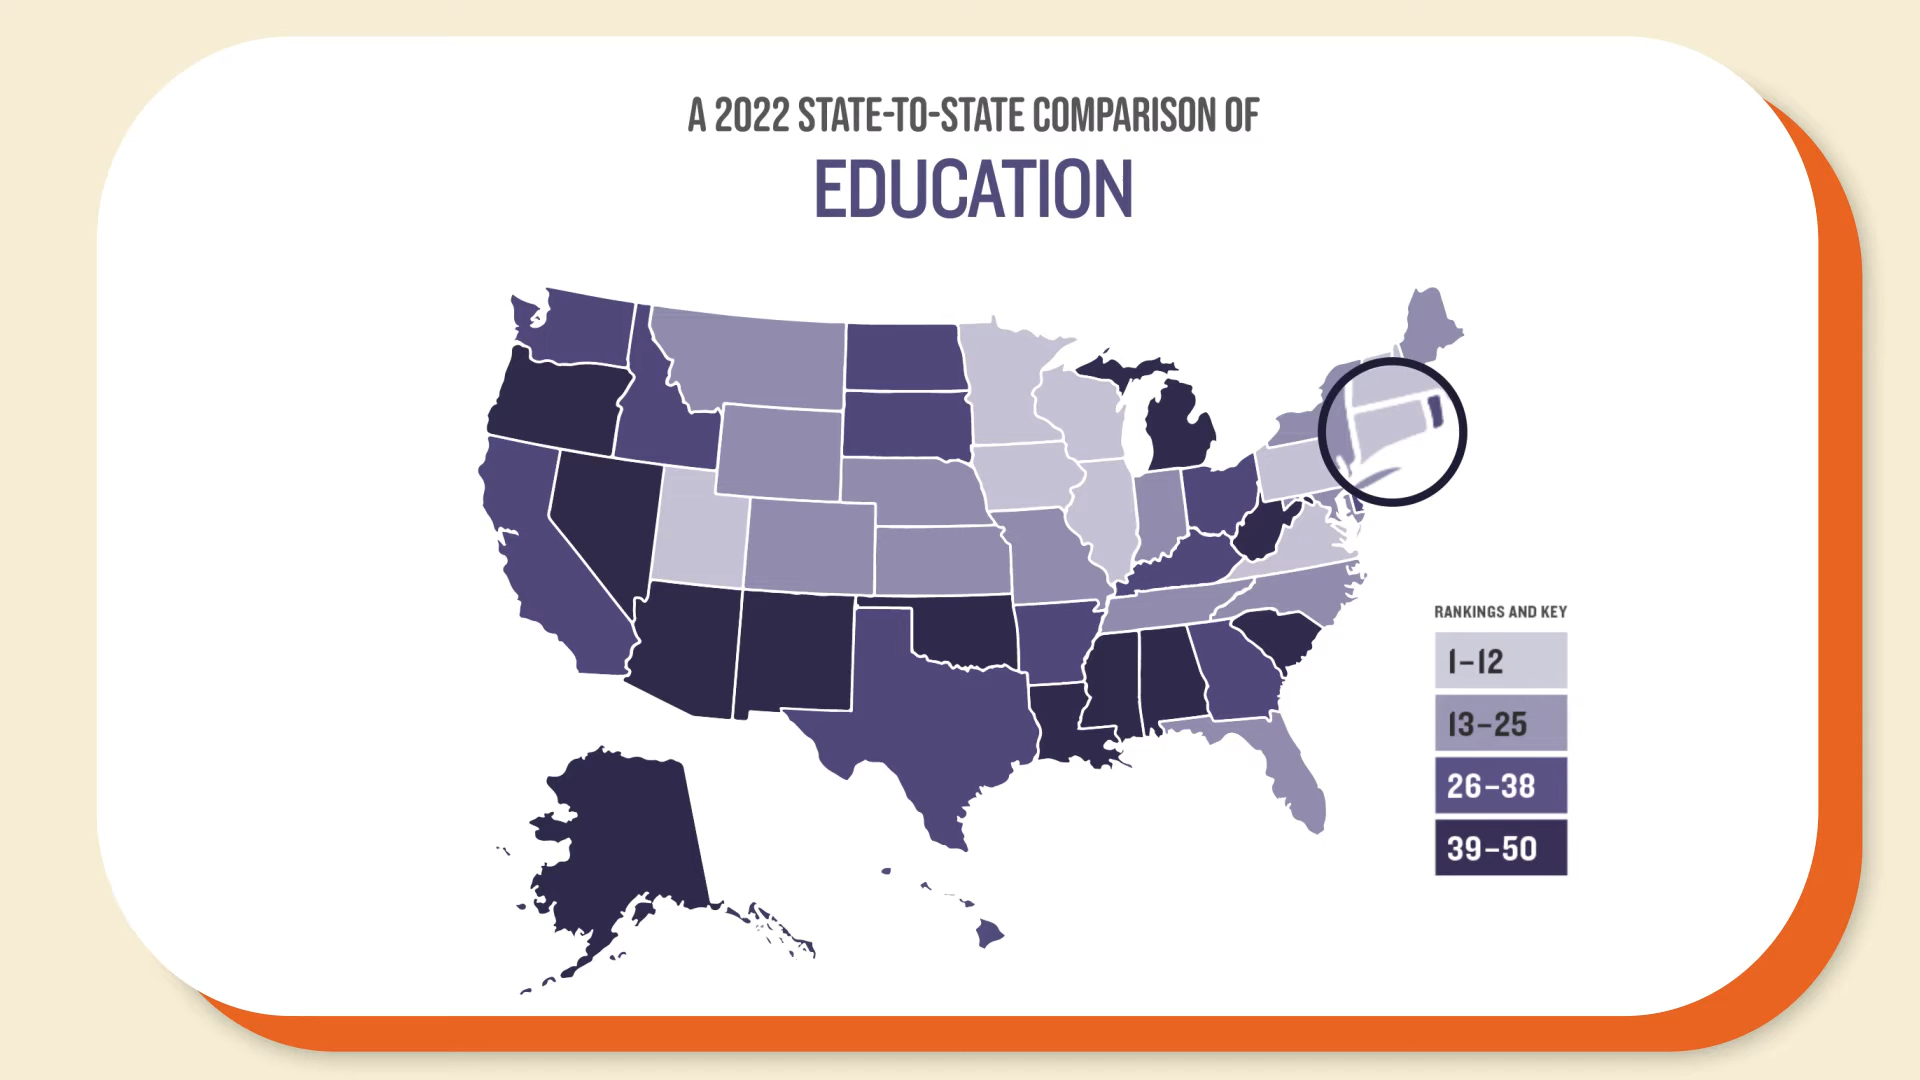 A 2022 STATE-TO-STATE COMPARISON OF
EDUCATION
RANKINGS AND KEY
1-12
13-25
26-38
39-50